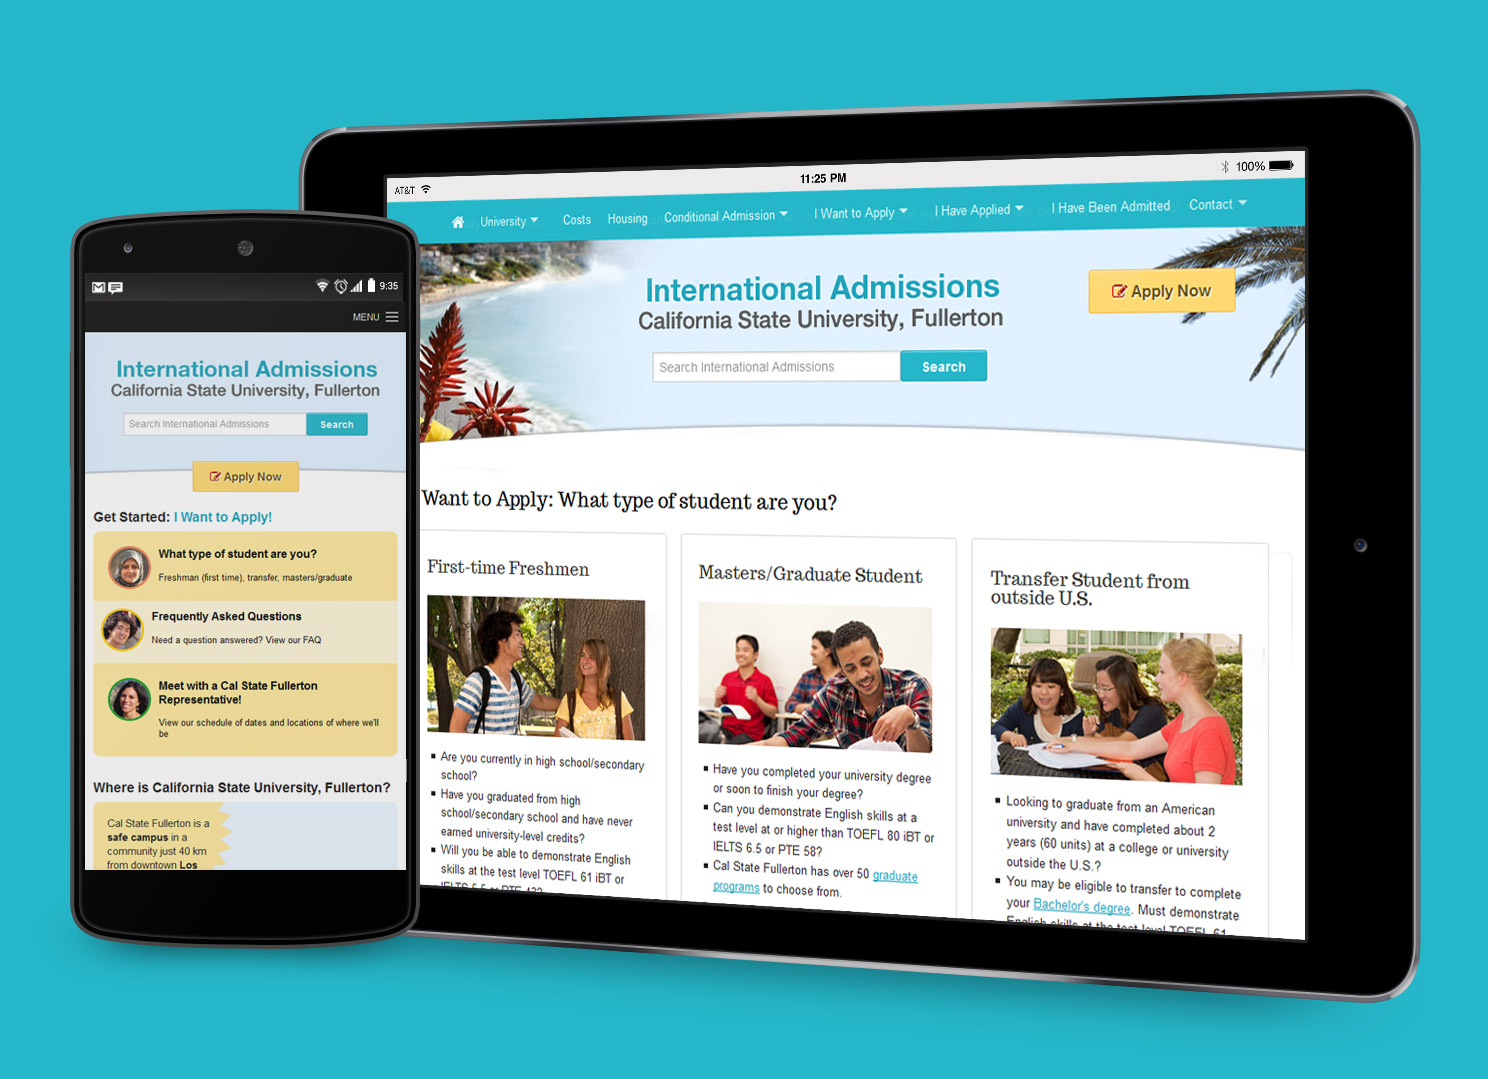 9:35
MENU
International Admissions
California State University, Fullerton
Search International Admissions
Search
Apply Now
Get Started: I Want to Apply!
What type of student are you?
Freshman (first time), transfer, masters/graduate
Frequently Asked Questions
Need a question answered? View our FAQ
Meet with a Cal State Fullerton
Representative!
View our schedule of dates and locations of where we'll
be
Where is California State University, Fullerton?
Cal State Fullerton is a
safe campus in a
community just 40 km
from downtown Los
AT&T
11:25 PM
100%
University
Costs
Housing
Conditional Admission
I Want to Apply
I Have Applied
I Have Been Admitted
Contact
International Admissions
California State University, Fullerton
Apply Now
Search International Admissions
Search
Want to Apply: What type of student are you?
First-time Freshmen
Are you currently in high school/secondary
school?
Have you graduated from high
school/secondary school and have never
earned university-level credits?
Will you be able to demonstrate English
skills at the test level TOEFL 61 iBT or
Masters/Graduate Student
Have you completed your university degree
or soon to finish your degree?
Can you demonstrate English skills at a
test level at or higher than TOEFL 80 iBT or
IELTS 6.5 or PTE 58?
Cal State Fullerton has over 50 graduate
programs to choose from.
Transfer Student from
outside U.S.
Looking to graduate from an American
university and have completed about 2
years (60 units) at a college or university
outside the U.S.?
You may be eligible to transfer to complete
your Bachelor's degree. Must demonstrate
English skills at the test level TOEFL 61